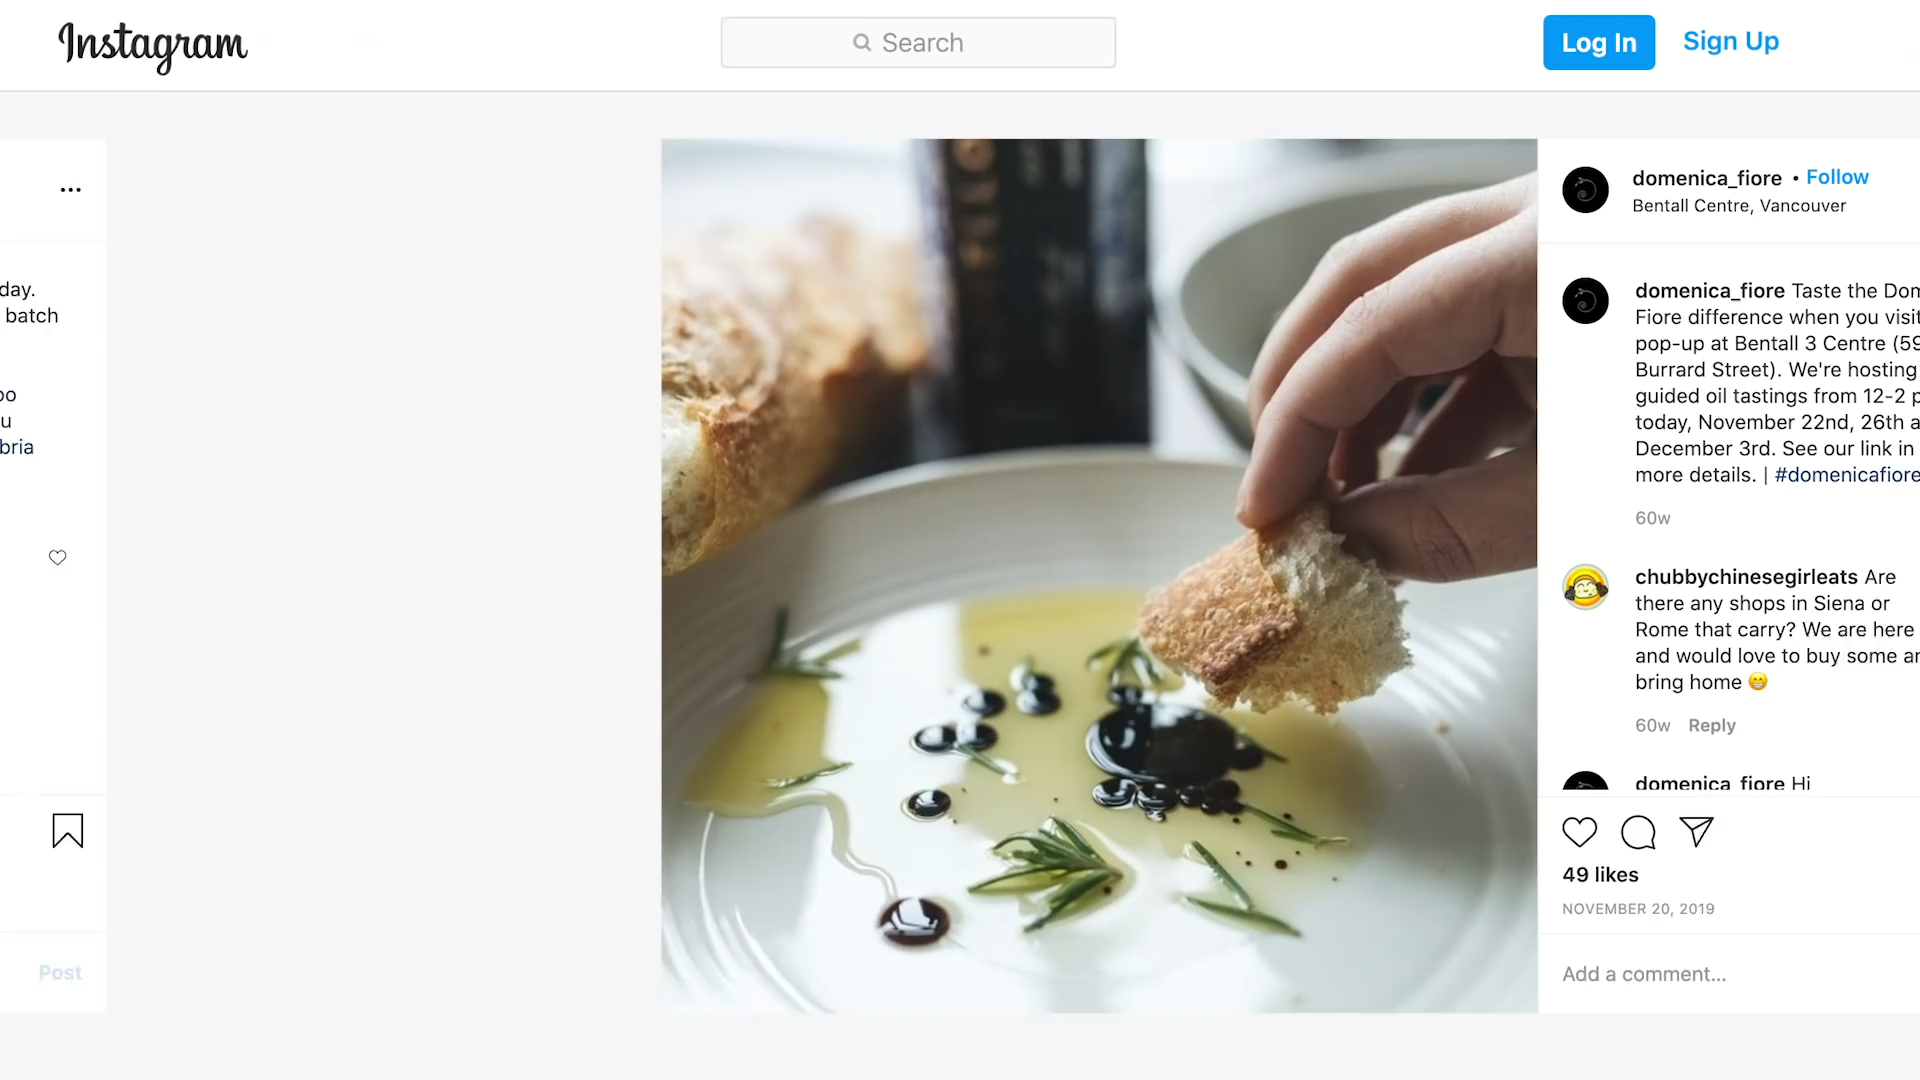 Instagram
Search
Log In
Sign Up
day.
batch
u
bria
Post
domenica_fiore • Follow
Bentall Centre, Vancouver
domenica_fiore Taste the
Fiore difference when you visit
pop-up at Bentall 3 Centre (59
Burrard Street). We're hosting
guided oil tastings from 12-2
today, November 22nd, 26th
December 3rd. See our link in
more details. | #domenicafiore
60w
chubbychinesegirleats Are
there any shops in Siena or
Rome that carry? We are here
and would love to buy some
bring home 😁
60w Reply
domenica_fiore Hi
49 likes
NOVEMBER 20, 2019
Add a comment...